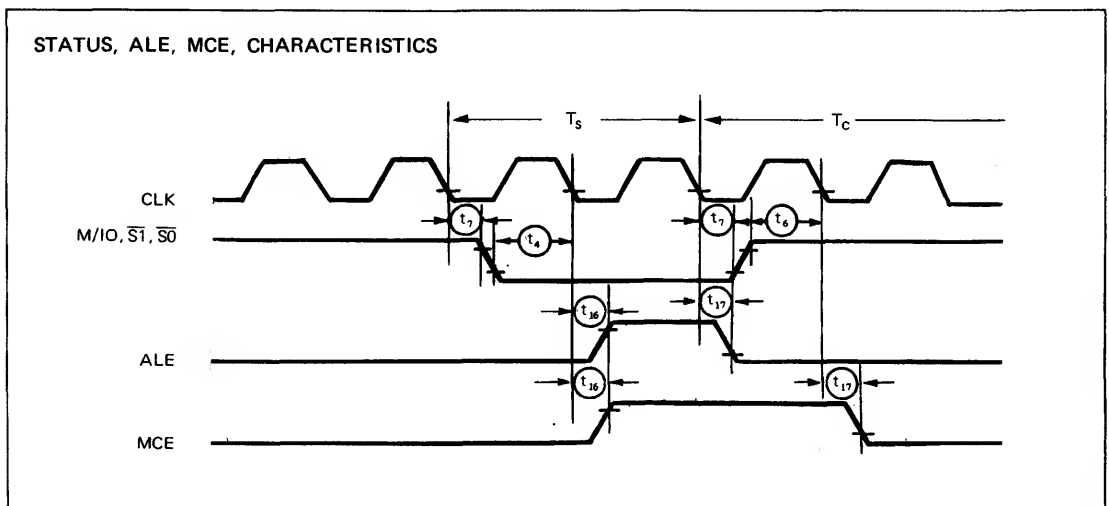 STATUS, ALE, MCE, CHARACTERISTICS
Ts Tc
CLK
t7 t7 t6
M/IO, S̅1̅, S̅0̅
t4
t16 t17
ALE
t16 t17
MCE